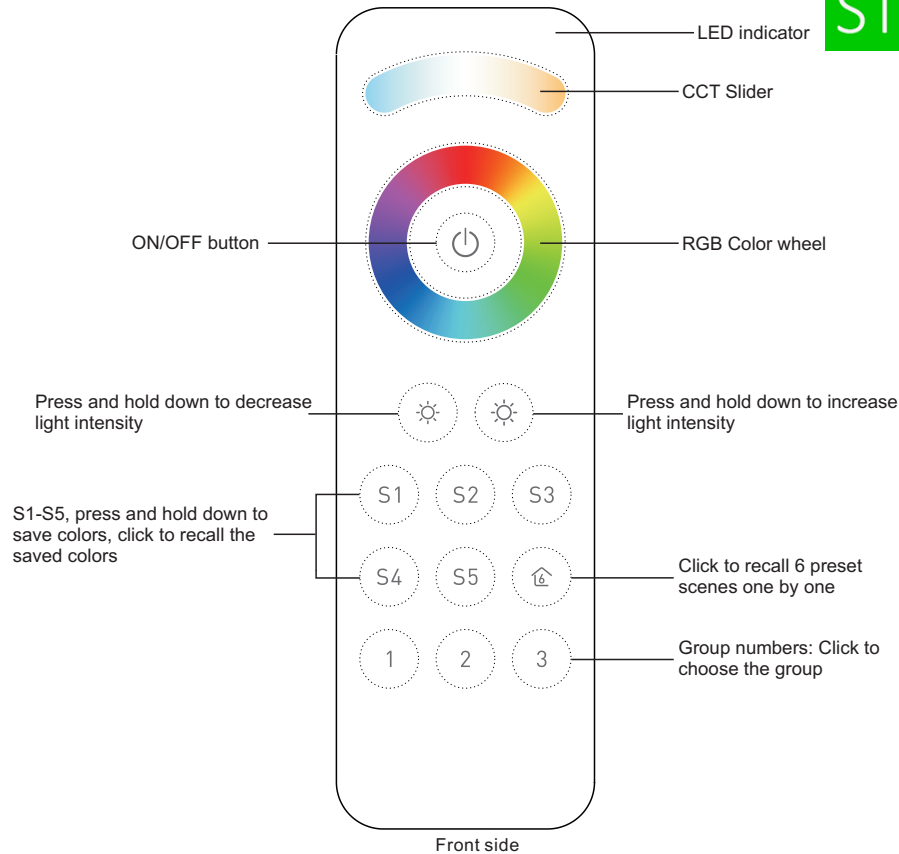 S1
LED indicator
CCT Slider
ON/OFF button
RGB Color wheel
Press and hold down to decrease
light intensity
Press and hold down to increase
light intensity
S1 S2 S3
S1-S5, press and hold down to
save colors, click to recall the
saved colors
S4 S5 6
Click to recall 6 preset
scenes one by one
1 2 3
Group numbers: Click to
choose the group
Front side